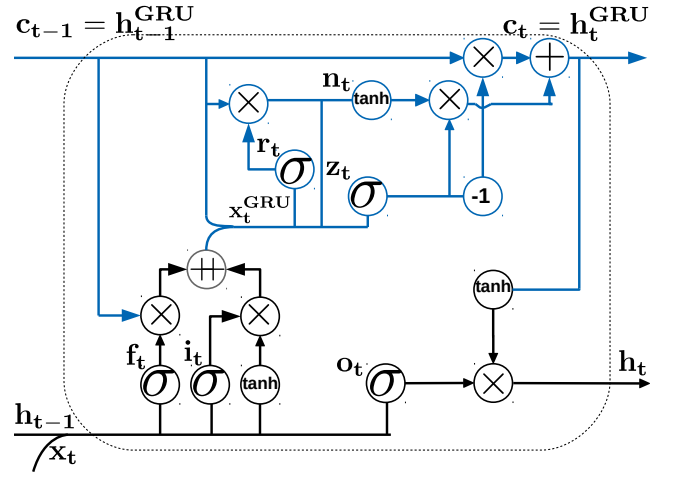 c_{t−1} = h_{t−1}^{GRU}
c_t = h_t^{GRU}
×
+
n_t
×
tanh
×
r_t
σ
z_t
σ
-1
x_t^{GRU}
++
tanh
×
×
f_t
i_t
σ
σ
tanh
o_t
σ
×
h_t
h_{t−1}
x_t